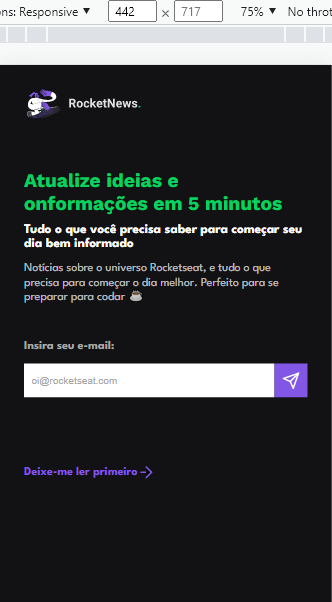 ns: Responsive ▼ 442 × 717 75% ▼ No throt
RocketNews.
Atualize ideias e
onformações em 5 minutos
Tudo o que você precisa saber para começar seu
dia bem informado
Notícias sobre o universo Rocketseat, e tudo o que
precisa para começar o dia melhor. Perfeito para se
preparar para codar ☕
Insira seu e-mail:
oi@rocketseat.com
Deixe-me ler primeiro →